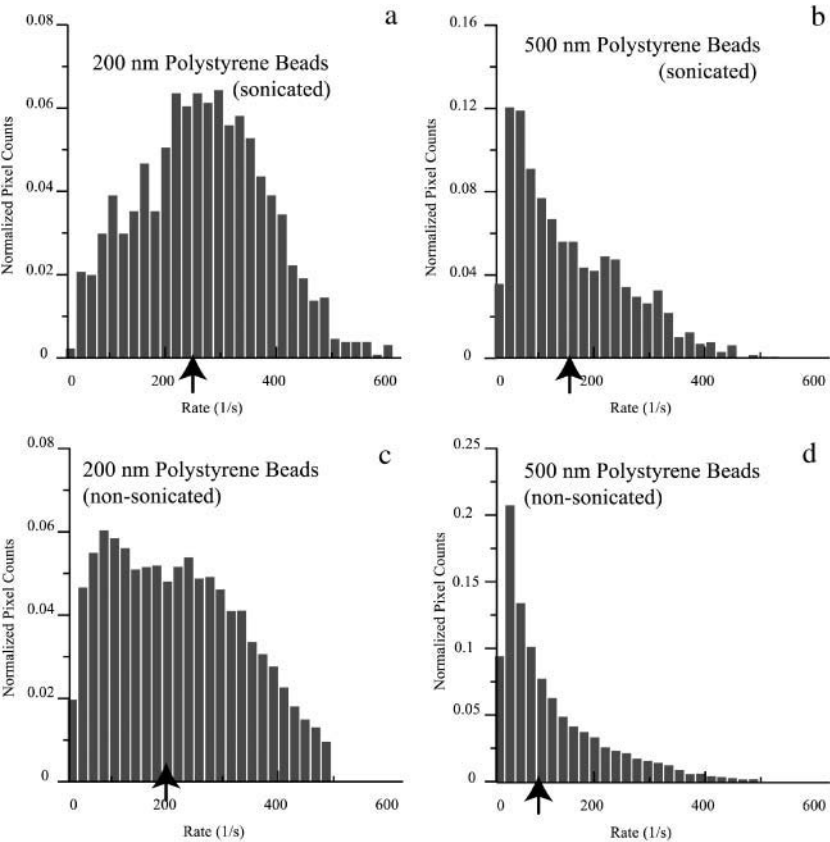 a
0.08
200 nm Polystyrene Beads
(sonicated)
0.06
0.04
0.02
0
Normalized Pixel Counts
0 200 400 600
Rate (1/s)
b
0.16
500 nm Polystyrene Beads
(sonicated)
0.12
0.08
0.04
0
Normalized Pixel Counts
0 200 400 600
Rate (1/s)
c
0.08
200 nm Polystyrene Beads
(non-sonicated)
0.06
0.04
0.02
0
Normalized Pixel Counts
0 200 400 600
Rate (1/s)
d
0.25
500 nm Polystyrene Beads
(non-sonicated)
0.2
0.15
0.1
0.05
0
Normalized Pixel Counts
0 200 400 600
Rate (1/s)